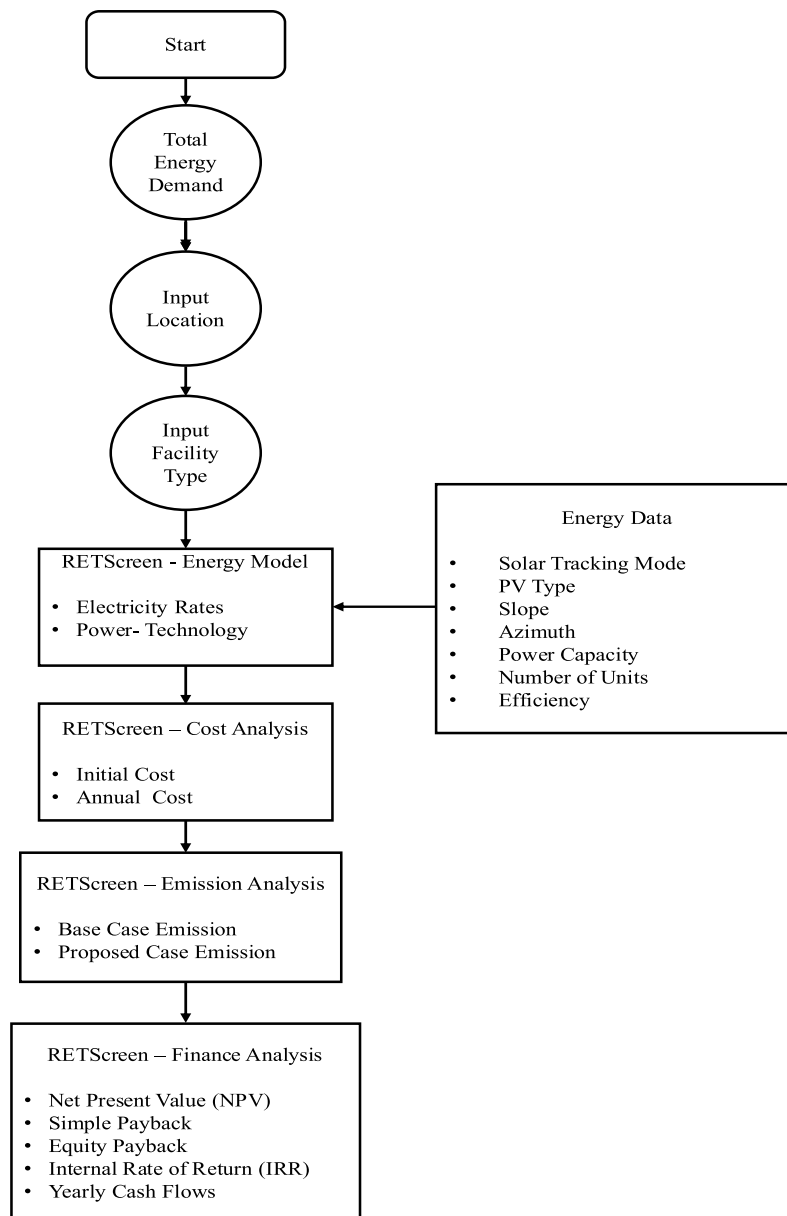 Start
Total
Energy
Demand
Input
Location
Input
Facility
Type
RETScreen - Energy Model
• Electricity Rates
• Power- Technology
Energy Data
• Solar Tracking Mode
• PV Type
• Slope
• Azimuth
• Power Capacity
• Number of Units
• Efficiency
RETScreen – Cost Analysis
• Initial Cost
• Annual Cost
RETScreen – Emission Analysis
• Base Case Emission
• Proposed Case Emission
RETScreen – Finance Analysis
• Net Present Value (NPV)
• Simple Payback
• Equity Payback
• Internal Rate of Return (IRR)
• Yearly Cash Flows